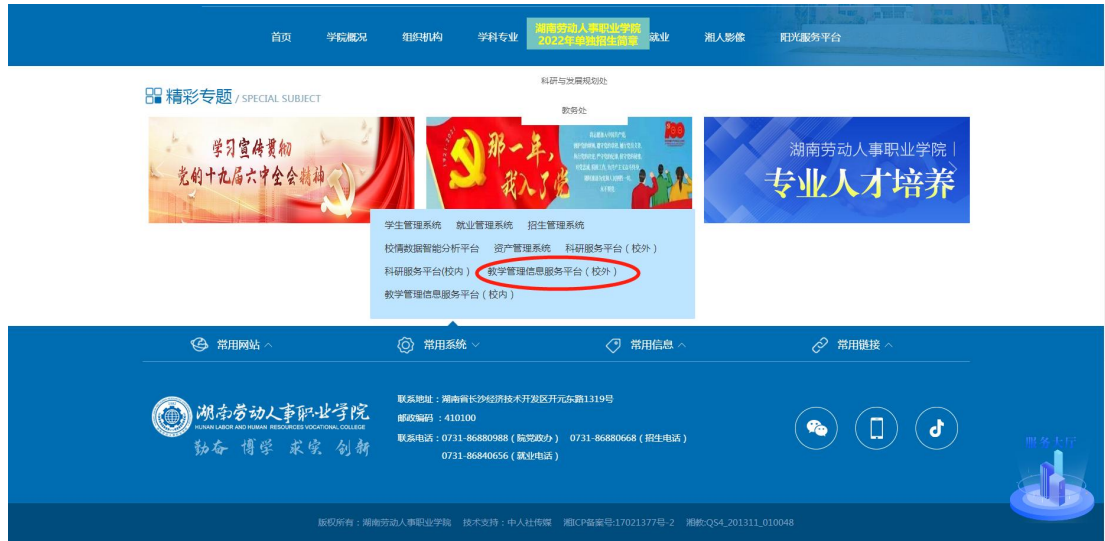 首页 学院概况 组织机构 学科专业 湖南劳动人事职业学院 就业 湘人影像 阳光服务平台
2022年单独招生简章
科研与发展规划处
教务处
精彩专题 / SPECIAL SUBJECT
学习宣传贯彻
党的十九届六中全会精神
那一年,
我入了党
湖南劳动人事职业学院
专业人才培养
学生管理系统 就业管理系统 招生管理系统
校情数据智能分析平台 资产管理系统 科研服务平台(校外)
科研服务平台(校内) 教学管理信息服务平台(校外)
教学管理信息服务平台(校内)
常用网站 常用系统 常用信息 常用链接
湖南劳动人事职业学院
HUNAN LABOR AND HUMAN RESOURCES VOCATIONAL COLLEGE
勤奋 博学 求实 创新
联系地址:湖南省长沙经济技术开发区开元东路1319号
邮政编码:410100
联系电话:0731-86880988(院党政办) 0731-86880668(招生电话)
0731-86840656(就业电话)
服务大厅
版权所有:湖南劳动人事职业学院 技术支持:中人社传媒 湘ICP备案号:17021377号-2 湘教:QS4_201311_010048